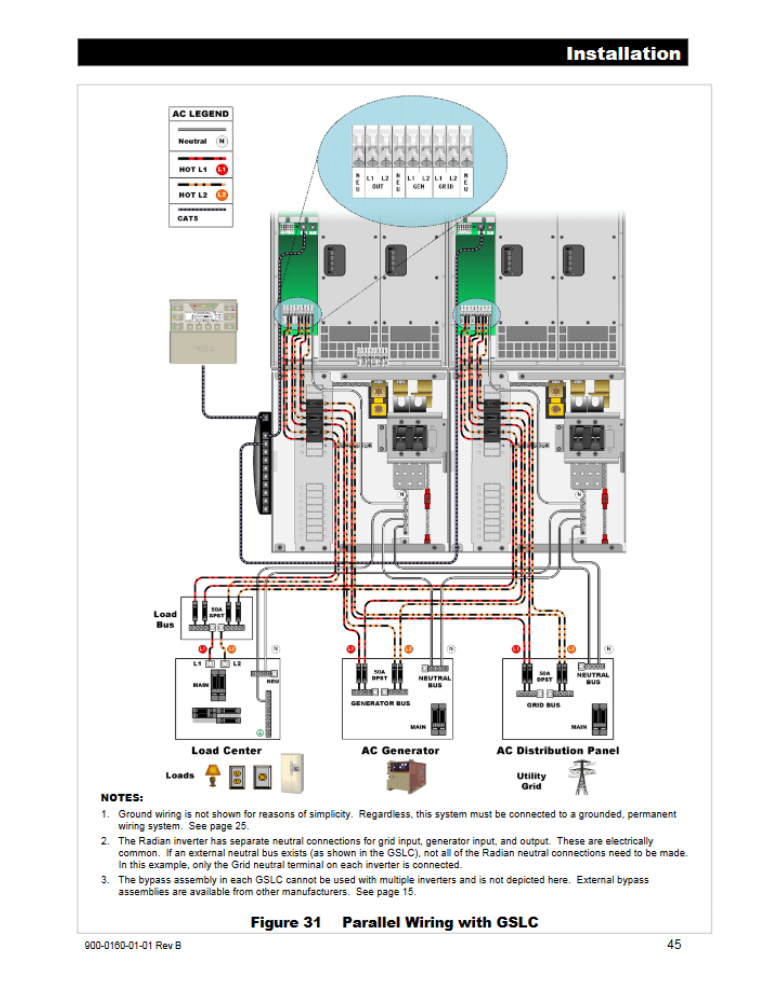 Installation
AC LEGEND
Neutral N
HOT L1 L1
HOT L2 L2
CAT5
N E U L1 L2 N E U L1 L2 L1 L2 N E U
OUT GEN GRID
N N
Load
Bus
50A
DPST
L1 L2 N L1 L2 N L1 L2 N
L1 L2
MAIN
NEU
50A
DPST
NEUTRAL
BUS
GENERATOR BUS
MAIN
50A
DPST
NEUTRAL
BUS
GRID BUS
MAIN
Load Center AC Generator AC Distribution Panel
Loads
Utility
Grid
NOTES:
1. Ground wiring is not shown for reasons of simplicity. Regardless, this system must be connected to a grounded, permanent
wiring system. See page 25.
2. The Radian inverter has separate neutral connections for grid input, generator input, and output. These are electrically
common. If an external neutral bus exists (as shown in the GSLC), not all of the Radian neutral connections need to be made.
In this example, only the Grid neutral terminal on each inverter is connected.
3. The bypass assembly in each GSLC cannot be used with multiple inverters and is not depicted here. External bypass
assemblies are available from other manufacturers. See page 15.
Figure 31 Parallel Wiring with GSLC
900-0160-01-01 Rev B 45